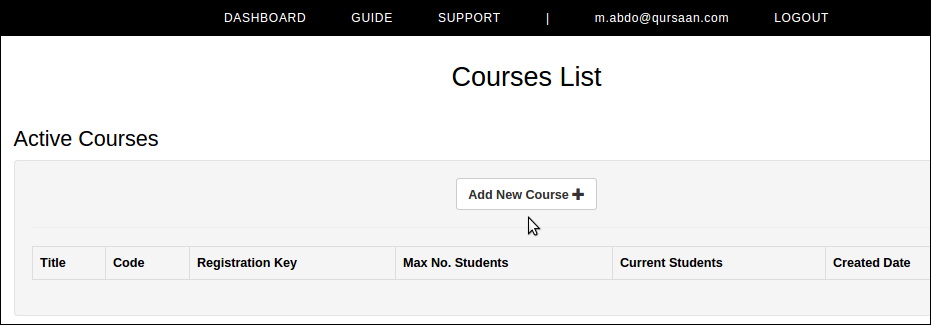 DASHBOARD GUIDE SUPPORT | m.abdo@qursaan.com LOGOUT
Courses List
Active Courses
Add New Course
Title Code Registration Key Max No. Students Current Students Created Date